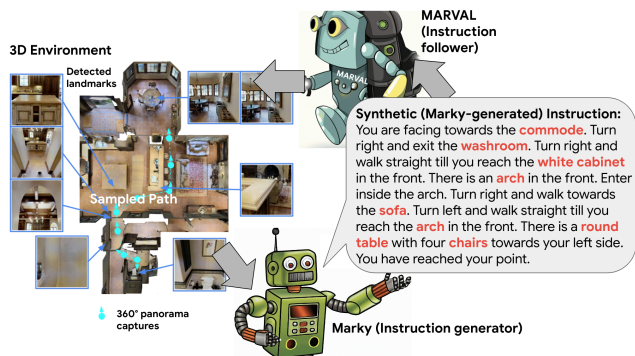 MARVAL
(Instruction
follower)
3D Environment
Detected
landmarks
MARVAL
Synthetic (Marky-generated) Instruction:
You are facing towards the commode. Turn
right and exit the washroom. Turn right and
walk straight till you reach the white cabinet
in the front. There is an arch in the front. Enter
inside the arch. Turn right and walk towards
the sofa. Turn left and walk straight till you
reach the arch in the front. There is a round
table with four chairs towards your left side.
You have reached your point.
Sampled Path
360° panorama
captures
Marky (Instruction generator)